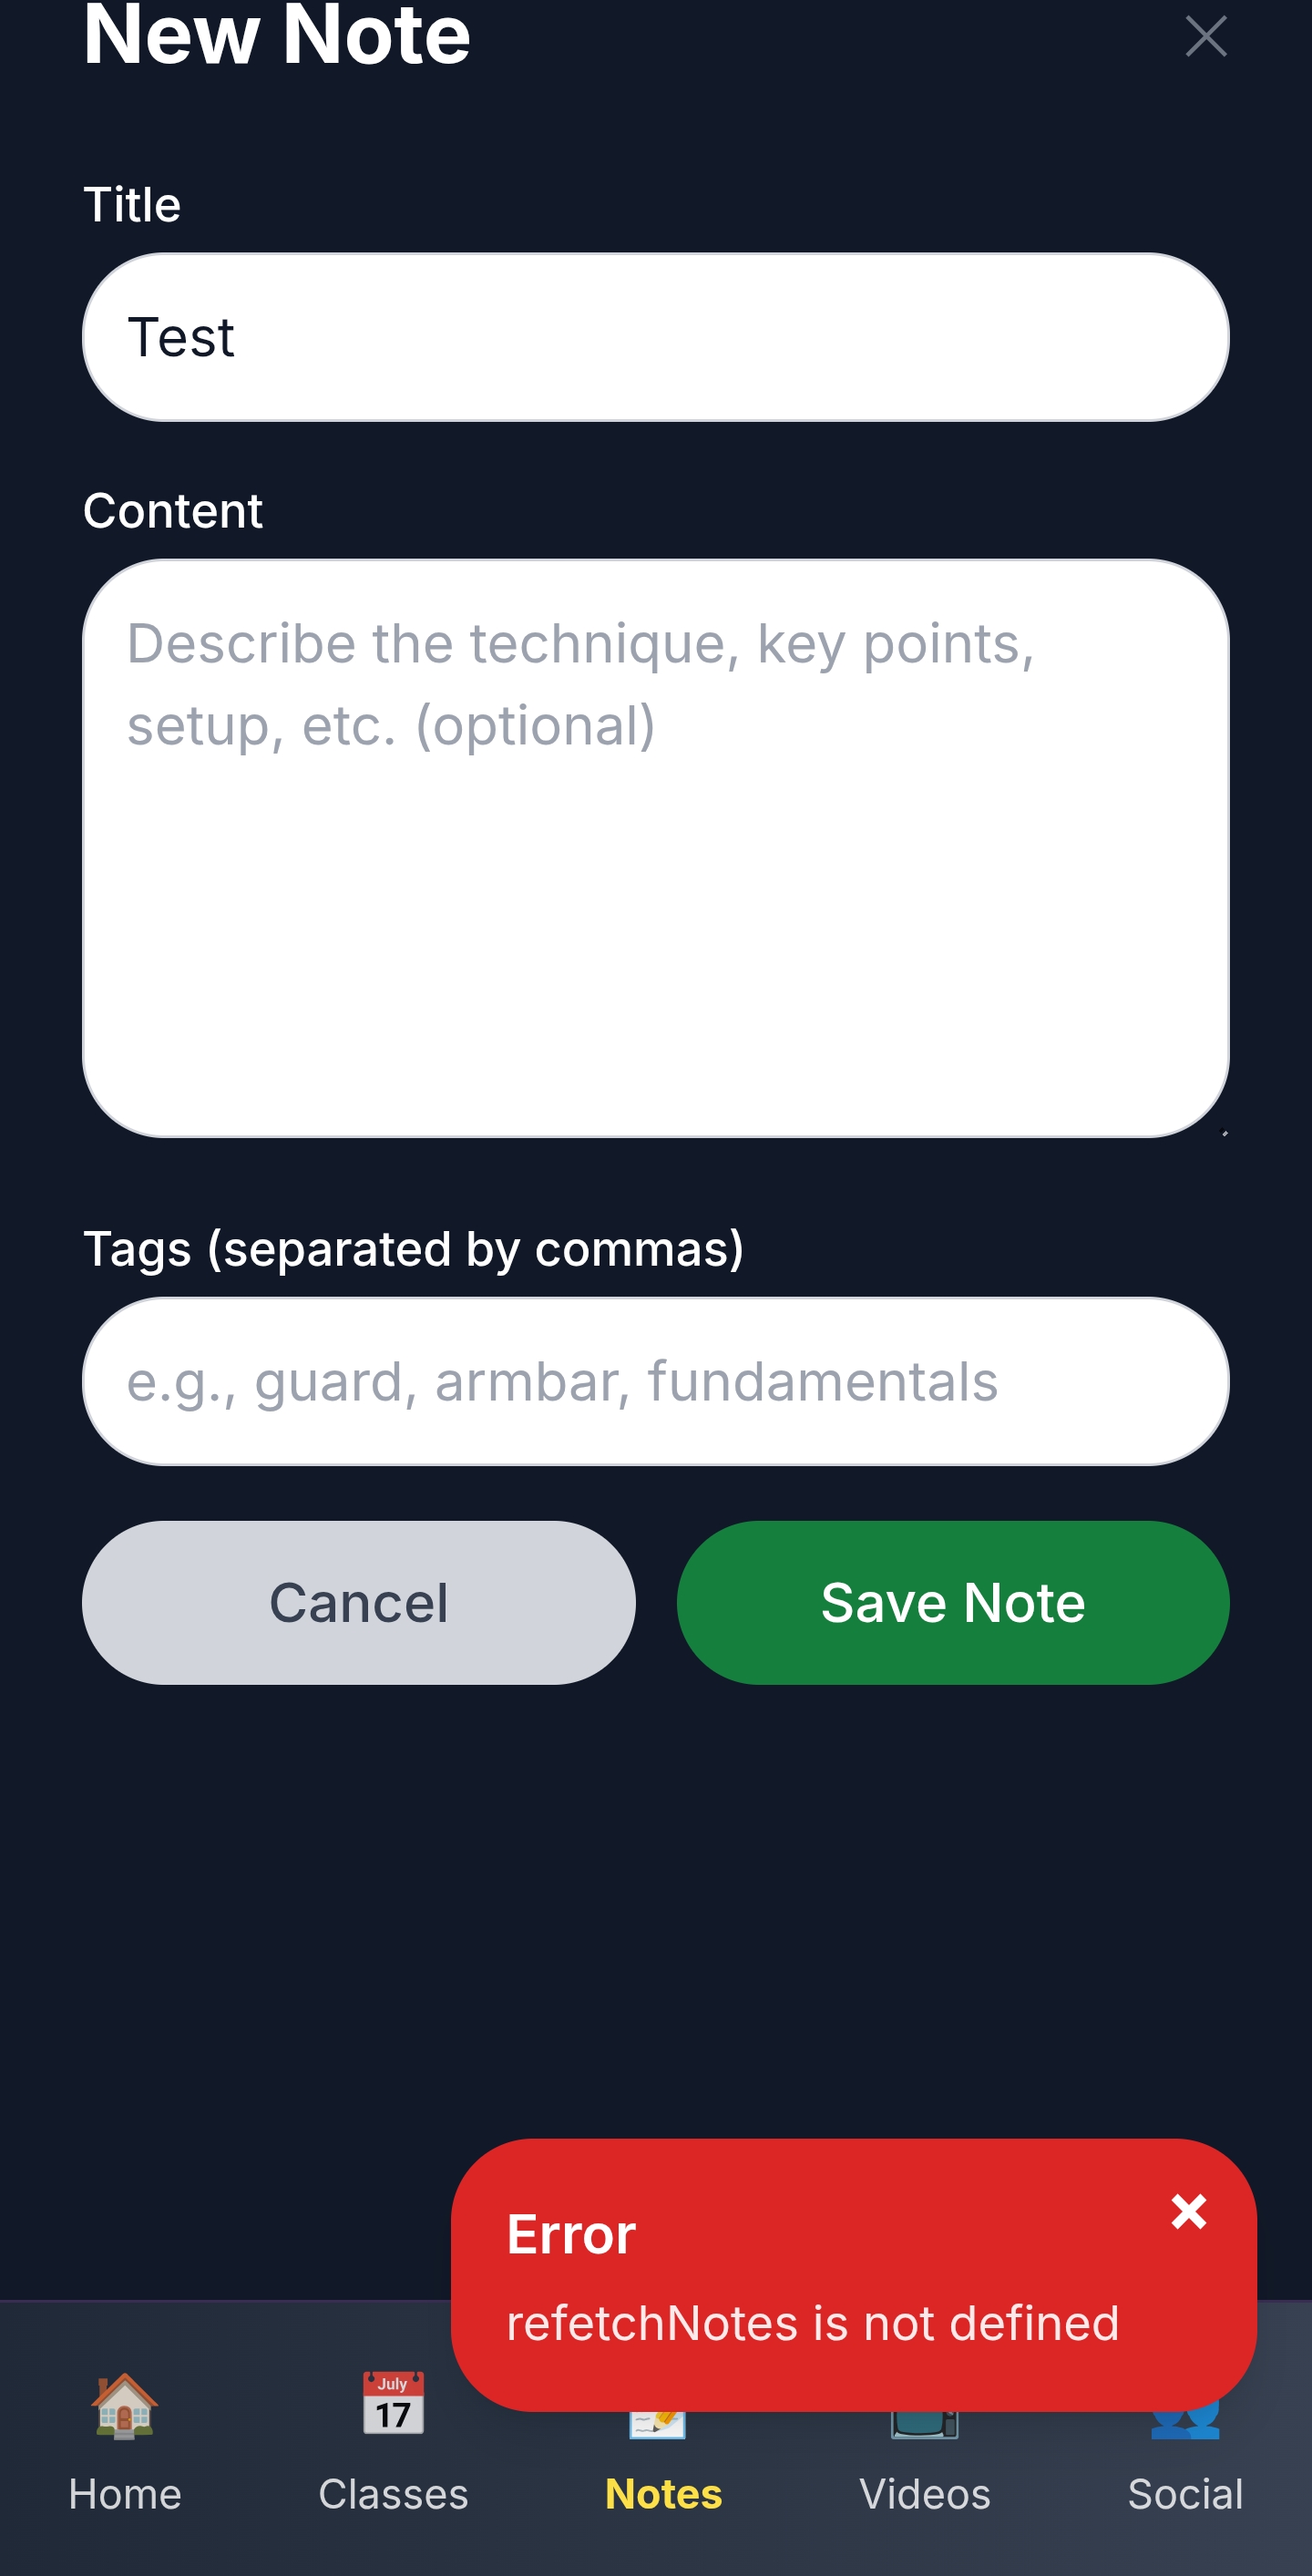 New Note
Title
Test
Content
Describe the technique, key points,
setup, etc. (optional)
Tags (separated by commas)
e.g., guard, armbar, fundamentals
Cancel
Save Note
Error
refetchNotes is not defined
July
17
Home
Classes
Notes
Videos
Social